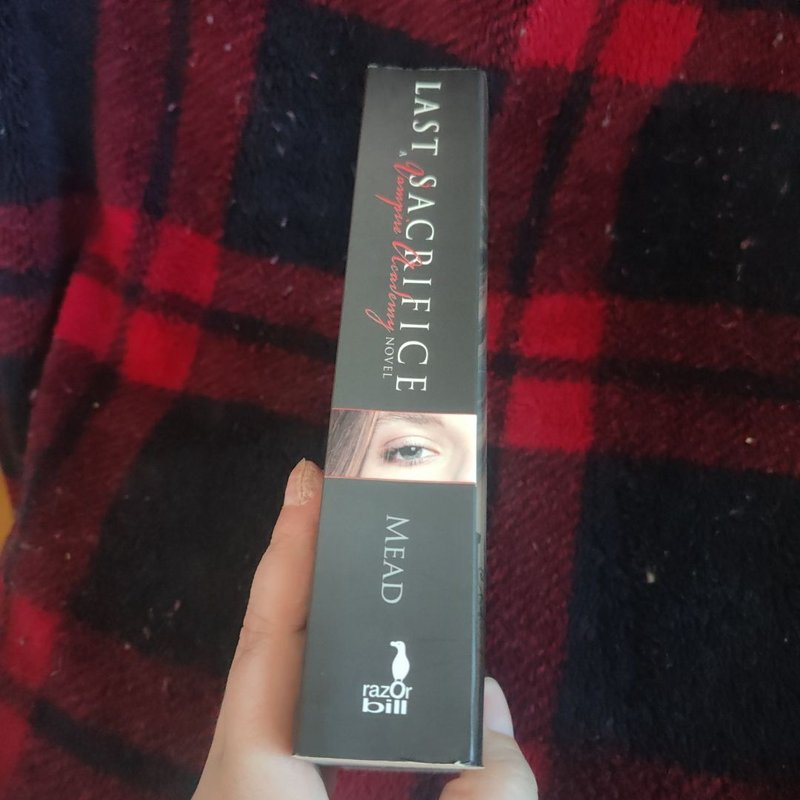 LAST SACRIFICE
A Vampire Academy NOVEL
MEAD
razOr
bill